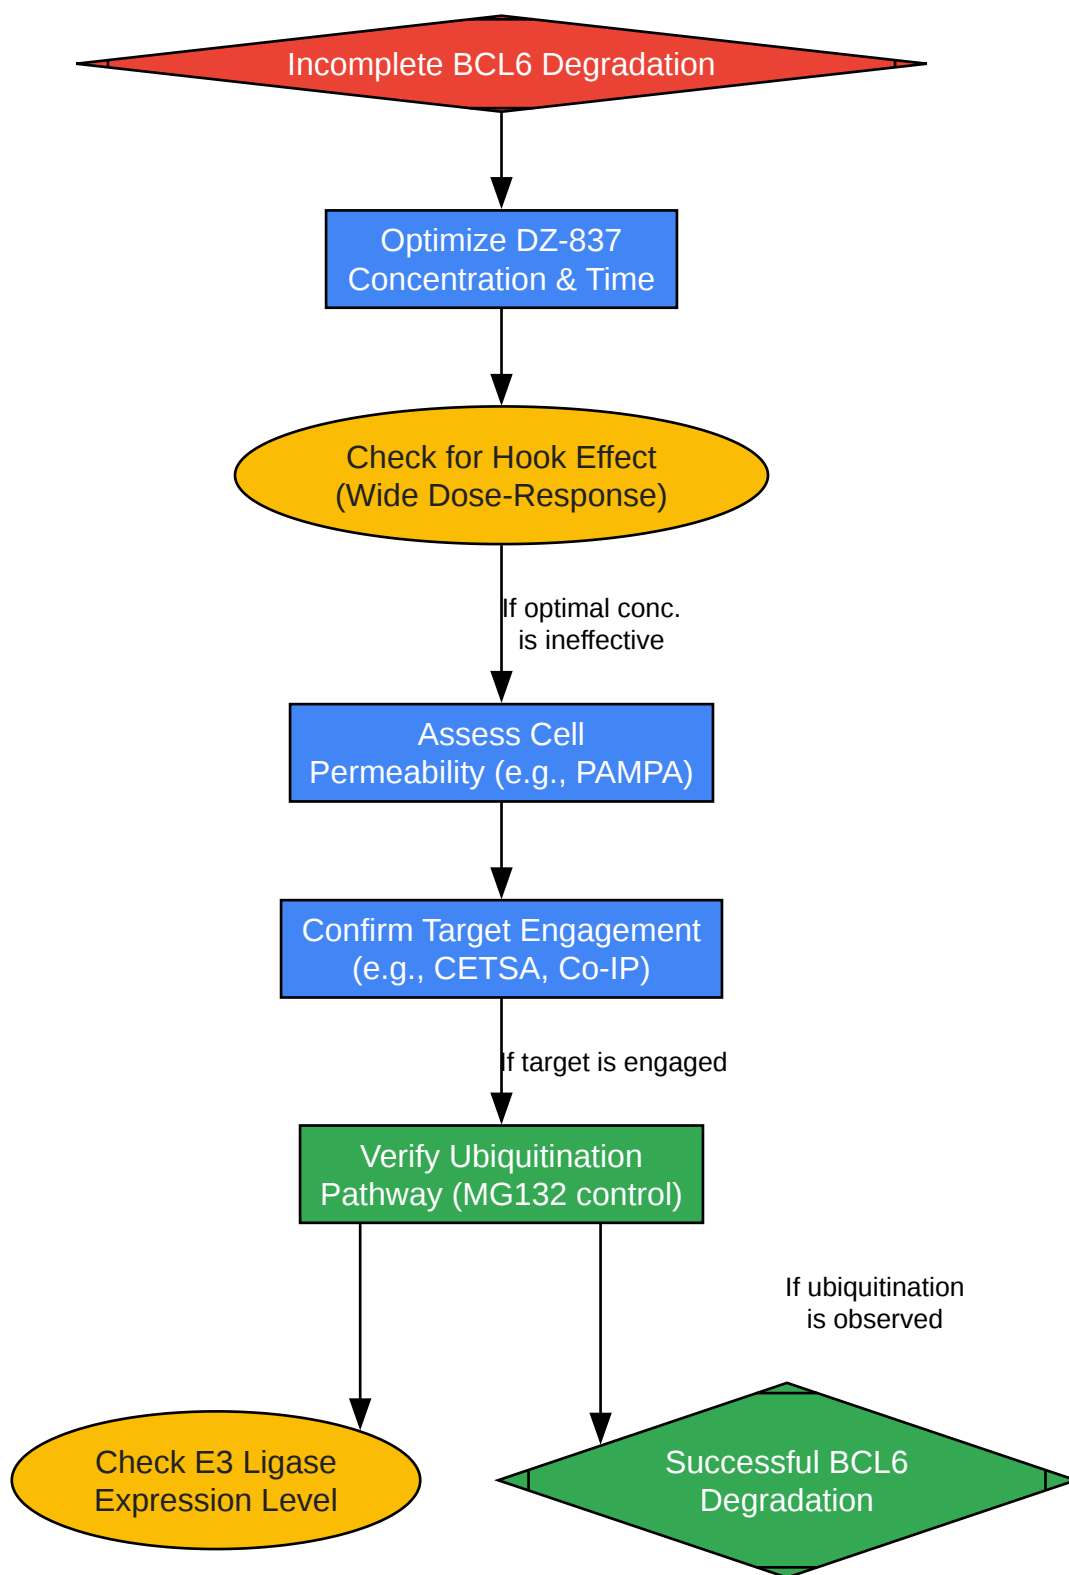 Incomplete BCL6 Degradation
Optimize DZ-837
Concentration & Time
Check for Hook Effect
(Wide Dose-Response)
If optimal conc.
is ineffective
Assess Cell
Permeability (e.g., PAMPA)
Confirm Target Engagement
(e.g., CETSA, Co-IP)
If target is engaged
Verify Ubiquitination
Pathway (MG132 control)
If ubiquitination
is observed
Check E3 Ligase
Expression Level
Successful BCL6
Degradation